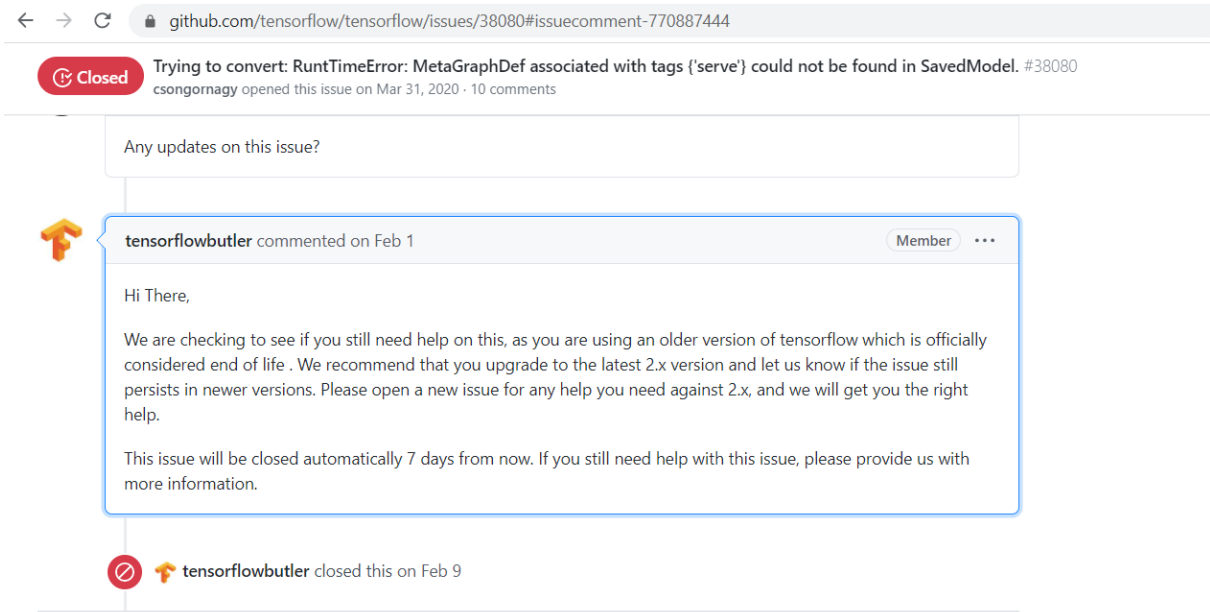 github.com/tensorflow/tensorflow/issues/38080#issuecomment-770887444
Closed
Trying to convert: RuntTimeError: MetaGraphDef associated with tags {'serve'} could not be found in SavedModel. #38080
csongornagy opened this issue on Mar 31, 2020 · 10 comments
Any updates on this issue?
tensorflowbutler commented on Feb 1
Member
Hi There,
We are checking to see if you still need help on this, as you are using an older version of tensorflow which is officially
considered end of life . We recommend that you upgrade to the latest 2.x version and let us know if the issue still
persists in newer versions. Please open a new issue for any help you need against 2.x, and we will get you the right
help.
This issue will be closed automatically 7 days from now. If you still need help with this issue, please provide us with
more information.
tensorflowbutler closed this on Feb 9